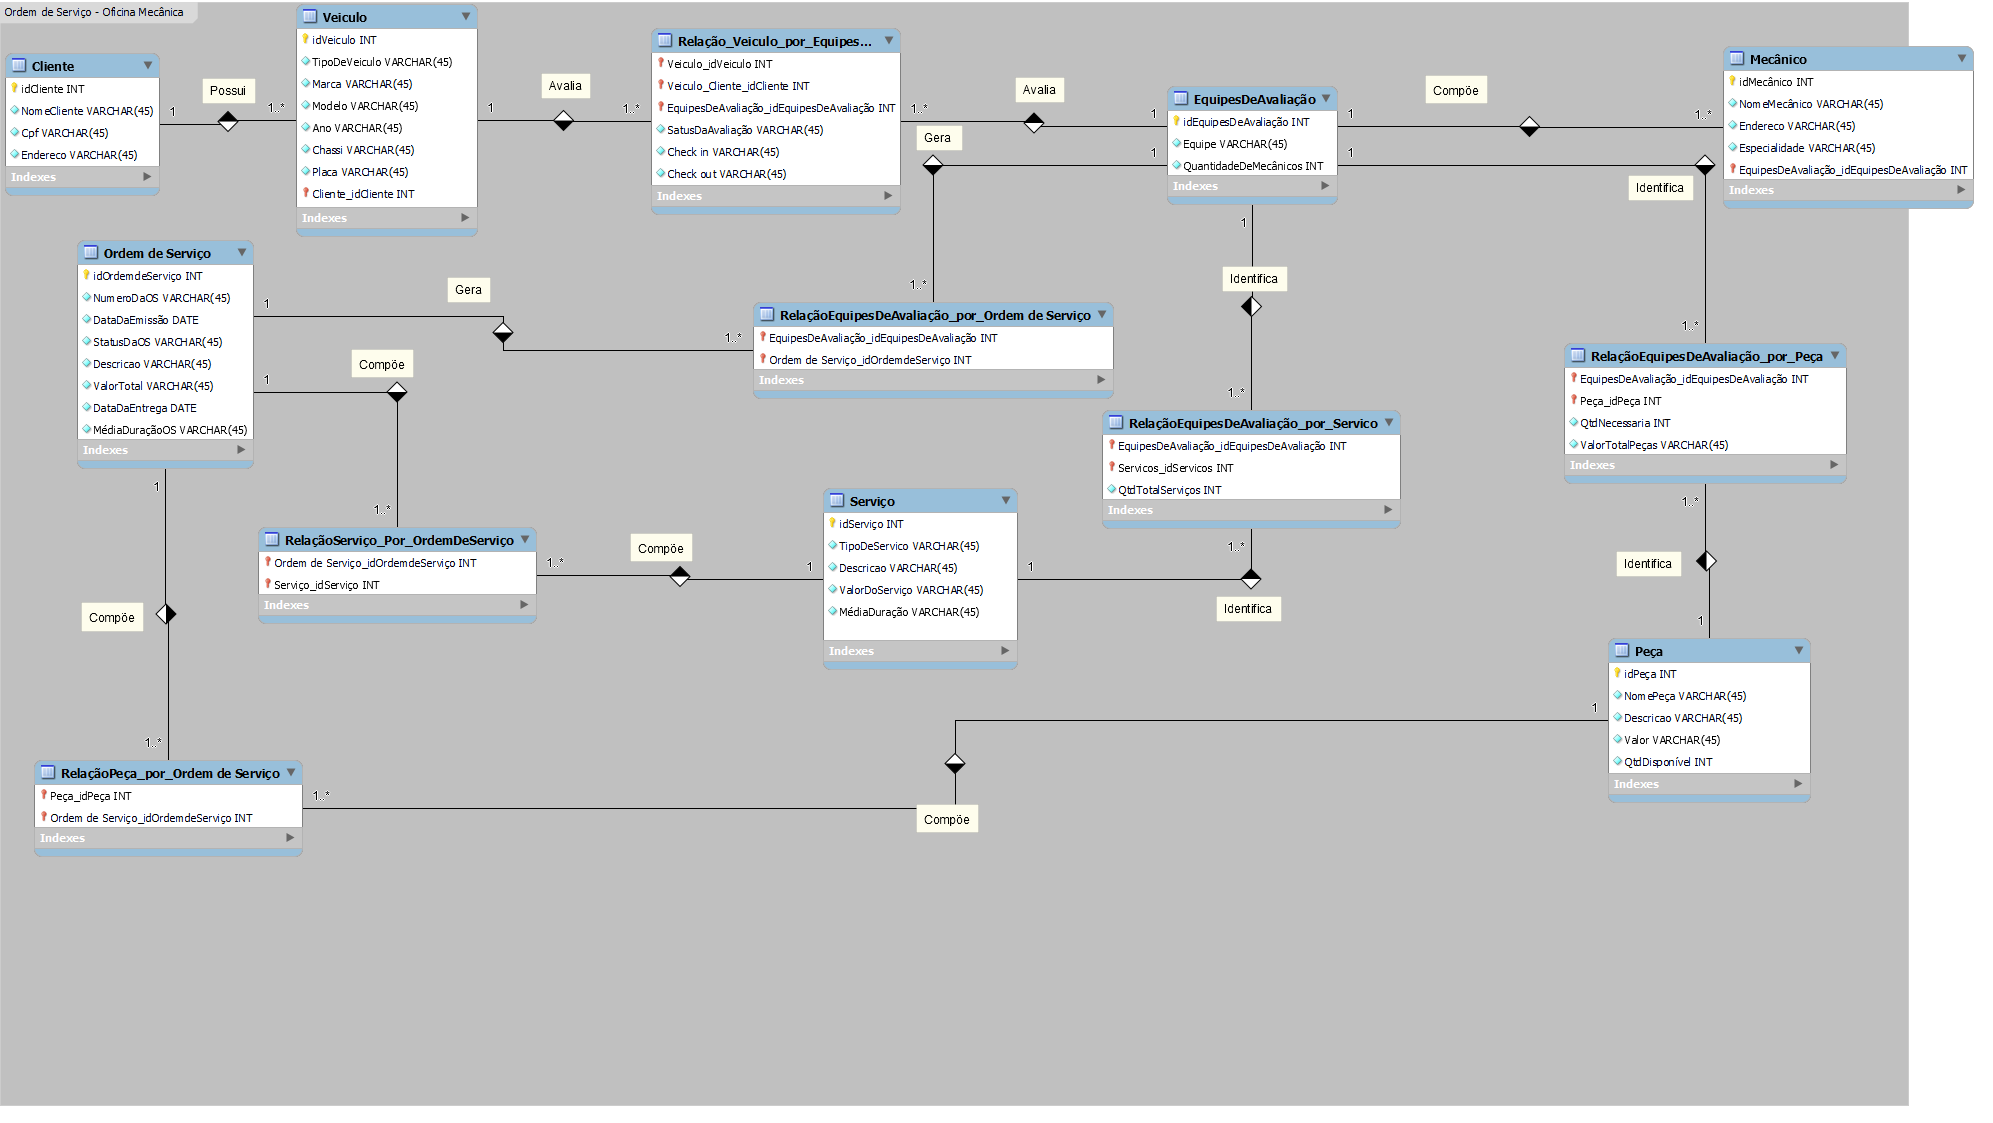 Ordem de Serviço - Oficina Mecânica
Cliente
idCliente INT
NomeCliente VARCHAR(45)
Cpf VARCHAR(45)
Endereco VARCHAR(45)
Indexes
1
Possui
1..*
Veiculo
idVeiculo INT
TipoDeVeiculo VARCHAR(45)
Marca VARCHAR(45)
Modelo VARCHAR(45)
Ano VARCHAR(45)
Chassi VARCHAR(45)
Placa VARCHAR(45)
Cliente_idCliente INT
Indexes
1
Avalia
1..*
Relação_Veiculo_por_Equipes...
Veiculo_idVeiculo INT
Veiculo_Cliente_idCliente INT
EquipesDeAvaliação_idEquipesDeAvaliação INT
SatusDaAvaliação VARCHAR(45)
Check in VARCHAR(45)
Check out VARCHAR(45)
Indexes
1..*
Avalia
1
Gera
1
1..*
EquipesDeAvaliação
idEquipesDeAvaliação INT
Equipe VARCHAR(45)
QuantidadeDeMecânicos INT
Indexes
1
Compõe
1..*
1
Identifica
1..*
Mecânico
idMecânico INT
NomeMecânico VARCHAR(45)
Endereco VARCHAR(45)
Especialidade VARCHAR(45)
EquipesDeAvaliação_idEquipesDeAvaliação INT
Indexes
1
Identifica
1..*
Ordem de Serviço
idOrdemdeServiço INT
NumeroDaOS VARCHAR(45)
DataDaEmissão DATE
StatusDaOS VARCHAR(45)
Descricao VARCHAR(45)
ValorTotal VARCHAR(45)
DataDaEntrega DATE
MédiaDuraçãoOS VARCHAR(45)
Indexes
1
Gera
1..*
1
Compõe
1..*
RelaçãoEquipesDeAvaliação_por_Ordem de Serviço
EquipesDeAvaliação_idEquipesDeAvaliação INT
Ordem de Serviço_idOrdemdeServiço INT
Indexes
RelaçãoEquipesDeAvaliação_por_Peça
EquipesDeAvaliação_idEquipesDeAvaliação INT
Peça_idPeça INT
QtdNecessaria INT
ValorTotalPeças VARCHAR(45)
Indexes
1..*
Identifica
1
RelaçãoEquipesDeAvaliação_por_Servico
EquipesDeAvaliação_idEquipesDeAvaliação INT
Servicos_idServicos INT
QtdTotalServiços INT
Indexes
1..*
Identifica
1
Serviço
idServiço INT
TipoDeServico VARCHAR(45)
Descricao VARCHAR(45)
ValorDoServiço VARCHAR(45)
MédiaDuração VARCHAR(45)
Indexes
1
Compõe
1..*
RelaçãoServiço_Por_OrdemDeServiço
Ordem de Serviço_idOrdemdeServiço INT
Serviço_idServiço INT
Indexes
1
Compõe
1..*
Peça
idPeça INT
NomePeça VARCHAR(45)
Descricao VARCHAR(45)
Valor VARCHAR(45)
QtdDisponível INT
Indexes
1
Compõe
1..*
RelaçãoPeça_por_Ordem de Serviço
Peça_idPeça INT
Ordem de Serviço_idOrdemdeServiço INT
Indexes